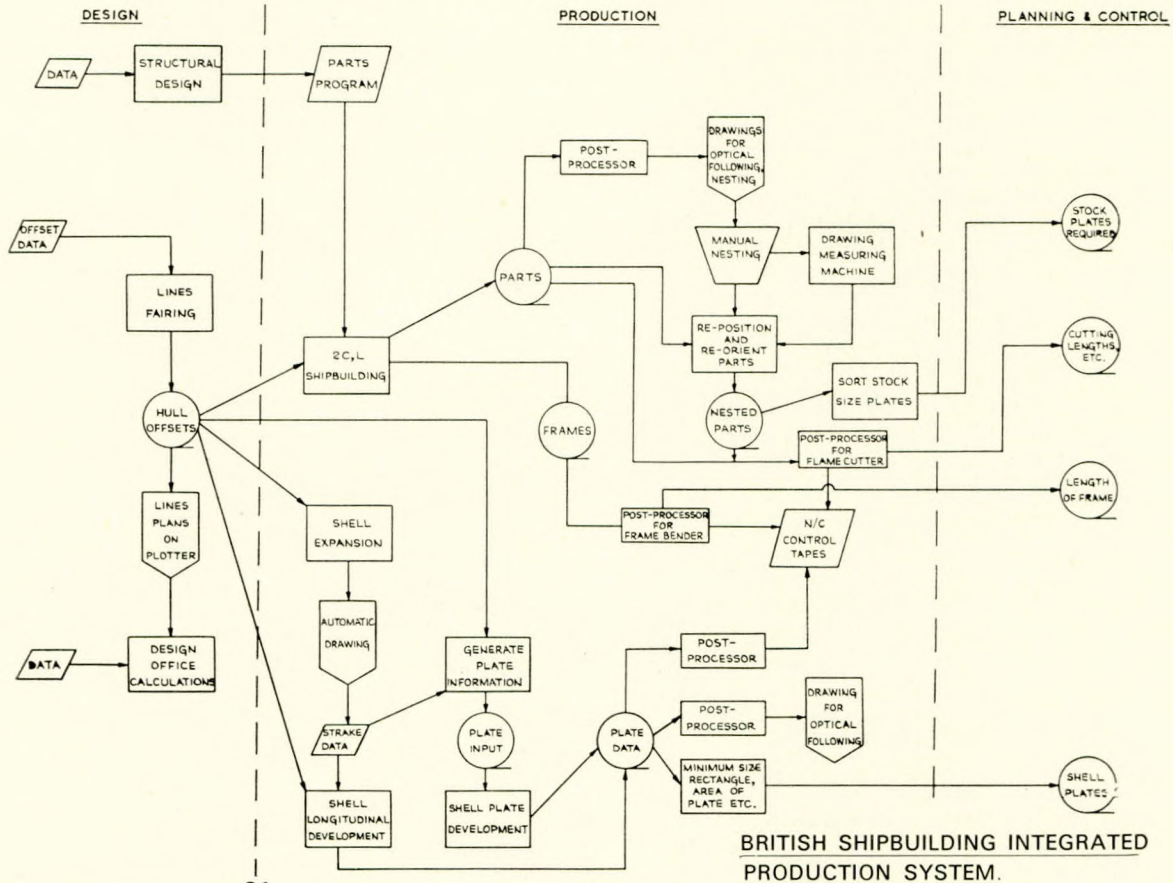 DESIGN
PRODUCTION
PLANNING & CONTROL
DATA
STRUCTURAL
DESIGN
PARTS
PROGRAM
POST-
PROCESSOR
DRAWINGS
FOR
OPTICAL
FOLLOWING,
NESTING
OFFSET
DATA
LINES
FAIRING
PARTS
MANUAL
NESTING
DRAWING
MEASURING
MACHINE
STOCK
PLATES
REQUIRED
2C,L
SHIPBUILDING
RE-POSITION
AND
RE-ORIENT
PARTS
CUTTING
LENGTHS,
ETC.
HULL
OFFSETS
FRAMES
NESTED
PARTS
SORT STOCK
SIZE PLATES
POST-PROCESSOR
FOR
FLAME CUTTER
LINES
PLANS
ON
PLOTTER
SHELL
EXPANSION
POST-PROCESSOR
FOR
FRAME BENDER
N/C
CONTROL
TAPES
LENGTH
OF FRAME
DATA
DESIGN
OFFICE
CALCULATIONS
AUTOMATIC
DRAWING
GENERATE
PLATE
INFORMATION
POST-
PROCESSOR
STRAKE
DATA
PLATE
INPUT
PLATE
DATA
POST-
PROCESSOR
DRAWING
FOR
OPTICAL
FOLLOWING
SHELL
LONGITUDINAL
DEVELOPMENT
SHELL PLATE
DEVELOPMENT
MINIMUM SIZE
RECTANGLE,
AREA OF
PLATE ETC.
SHELL
PLATES
BRITISH SHIPBUILDING INTEGRATED
PRODUCTION SYSTEM.